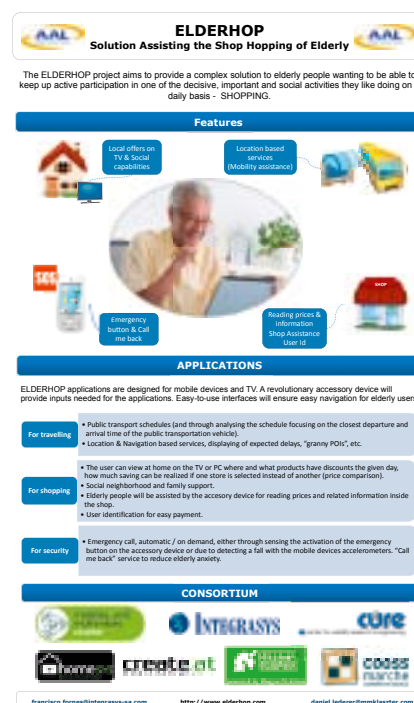 AAL
ELDERHOP
AAL
Solution Assisting the Shop Hopping of Elderly
The ELDERHOP project aims to provide a complex solution to elderly people wanting to be able to
keep up active participation in one of the decisive, important and social activities they like doing on
daily basis - SHOPPING.
Features
Local offers on
TV & Social
capabilities
Location based
services
(Mobility assistance)
SOS
Emergency
button & Call
me back
SHOP
Reading prices &
information
Shop Assistance
User id
APPLICATIONS
ELDERHOP applications are designed for mobile devices and TV. A revolutionary accessory device will
provide inputs needed for the applications. Easy-to-use interfaces will ensure easy navigation for elderly users
For travelling
• Public transport schedules (and through analysing the schedule focusing on the closest departure and
arrival time of the public transportation vehicle).
• Location & Navigation based services, displaying of expected delays, "granny POIs", etc.
For shopping
• The user can view at home on the TV or PC where and what products have discounts the given day,
how much saving can be realized if one store is selected instead of another (price comparison).
• Social neighborhood and family support.
• Elderly people will be assisted by the accesory device for reading prices and related information inside
the shop.
• User identification for easy payment.
For security
• Emergency call, automatic / on demand, either through sensing the activation of the emergency
button on the accessory device or due to detecting a fall with the mobile devices accelerometers. "Call
me back" service to reduce elderly anxiety.
CONSORTIUM
INTEGRASYS
cüre
create.at
cooss
marche
francisco.fornes@integrasys-sa.com
http://www.elderhop.com
daniel.lederer@mmklaszter.com